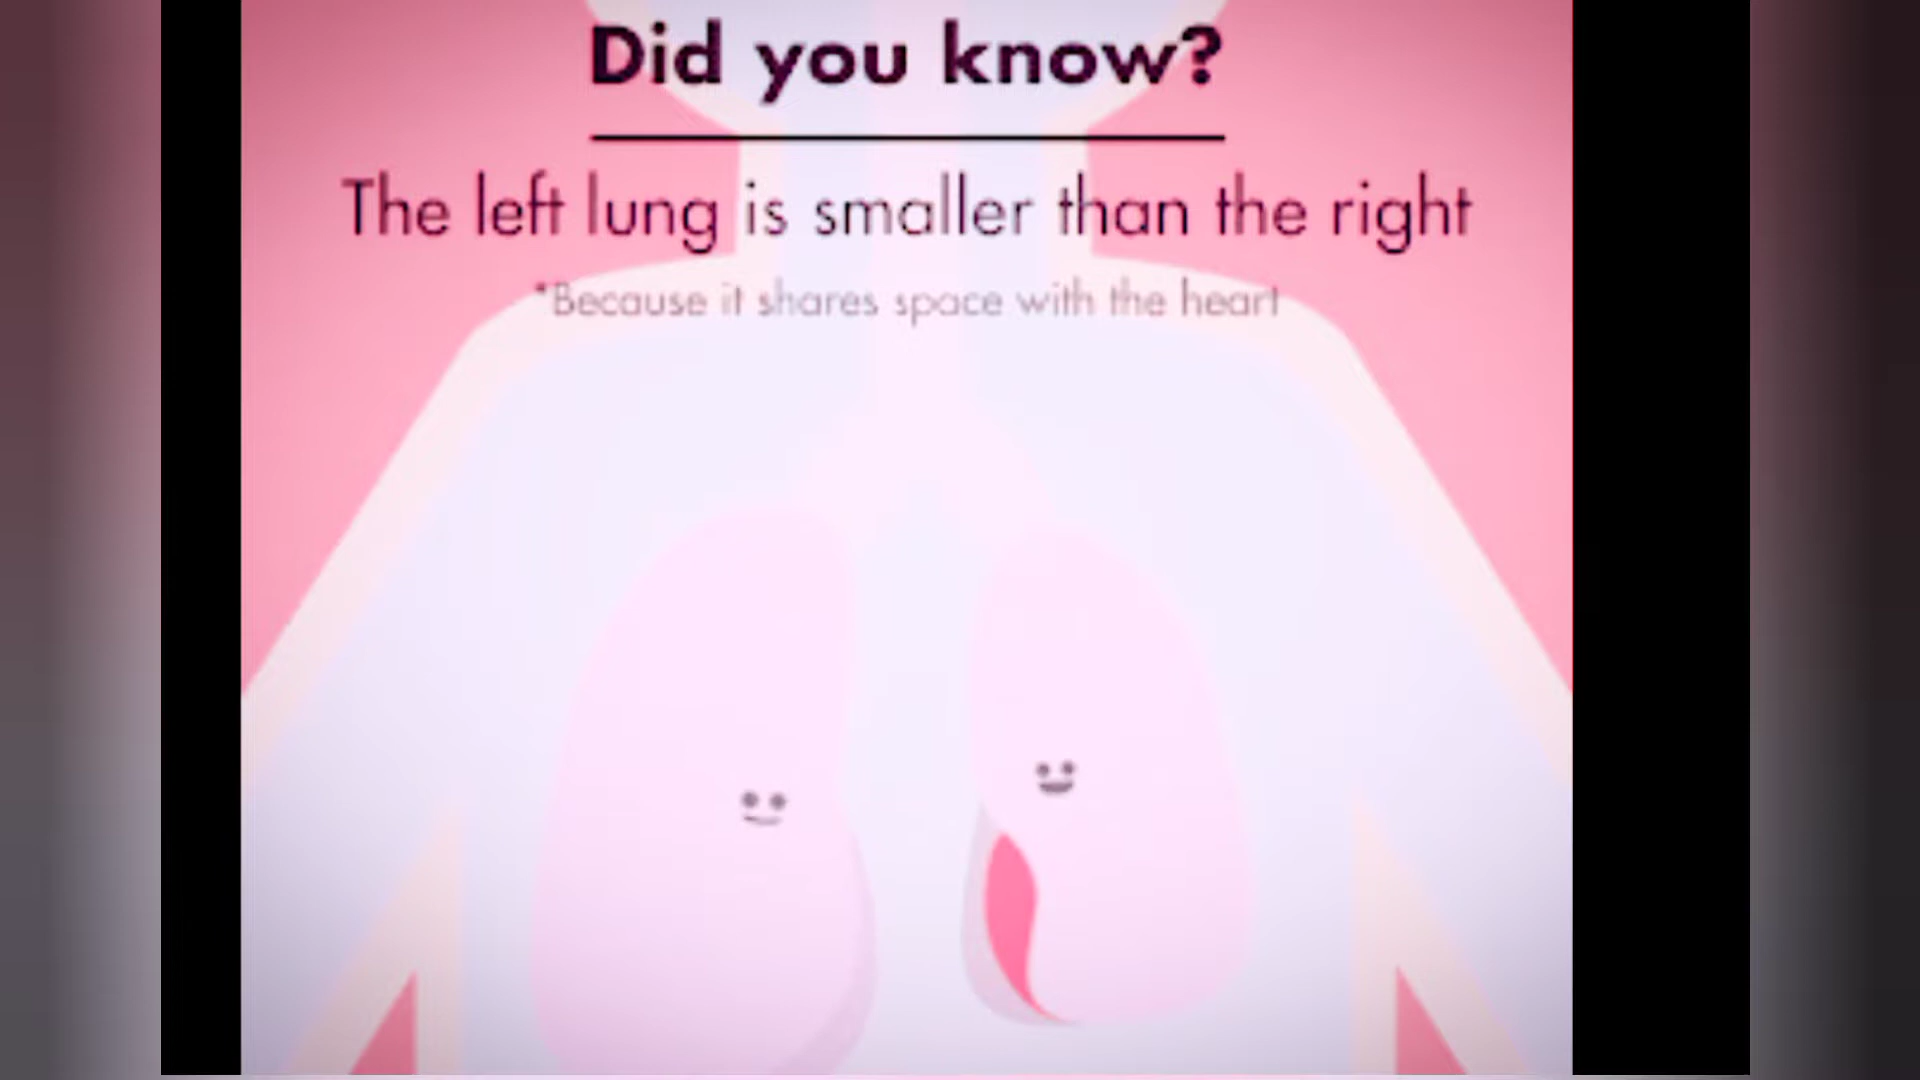 Did you know?
The left lung is smaller than the right
*Because it shares space with the heart